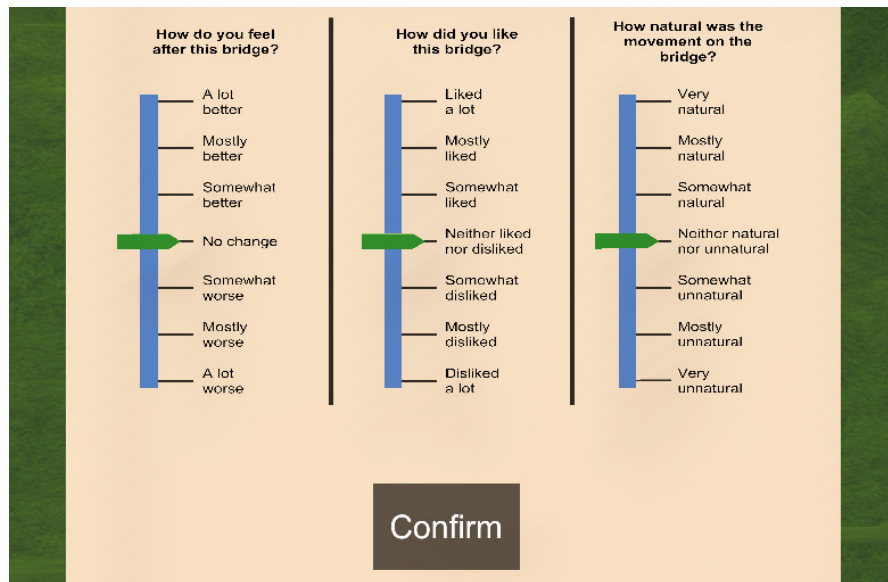 How do you feel
after this bridge?
A lot
better
Mostly
better
Somewhat
better
No change
Somewhat
worse
Mostly
worse
A lot
worse
How did you like
this bridge?
Liked
a lot
Mostly
liked
Somewhat
liked
Neither liked
nor disliked
Somewhat
disliked
Mostly
disliked
Disliked
a lot
How natural was the
movement on the
bridge?
Very
natural
Mostly
natural
Somewhat
natural
Neither natural
nor unnatural
Somewhat
unnatural
Mostly
unnatural
Very
unnatural
Confirm